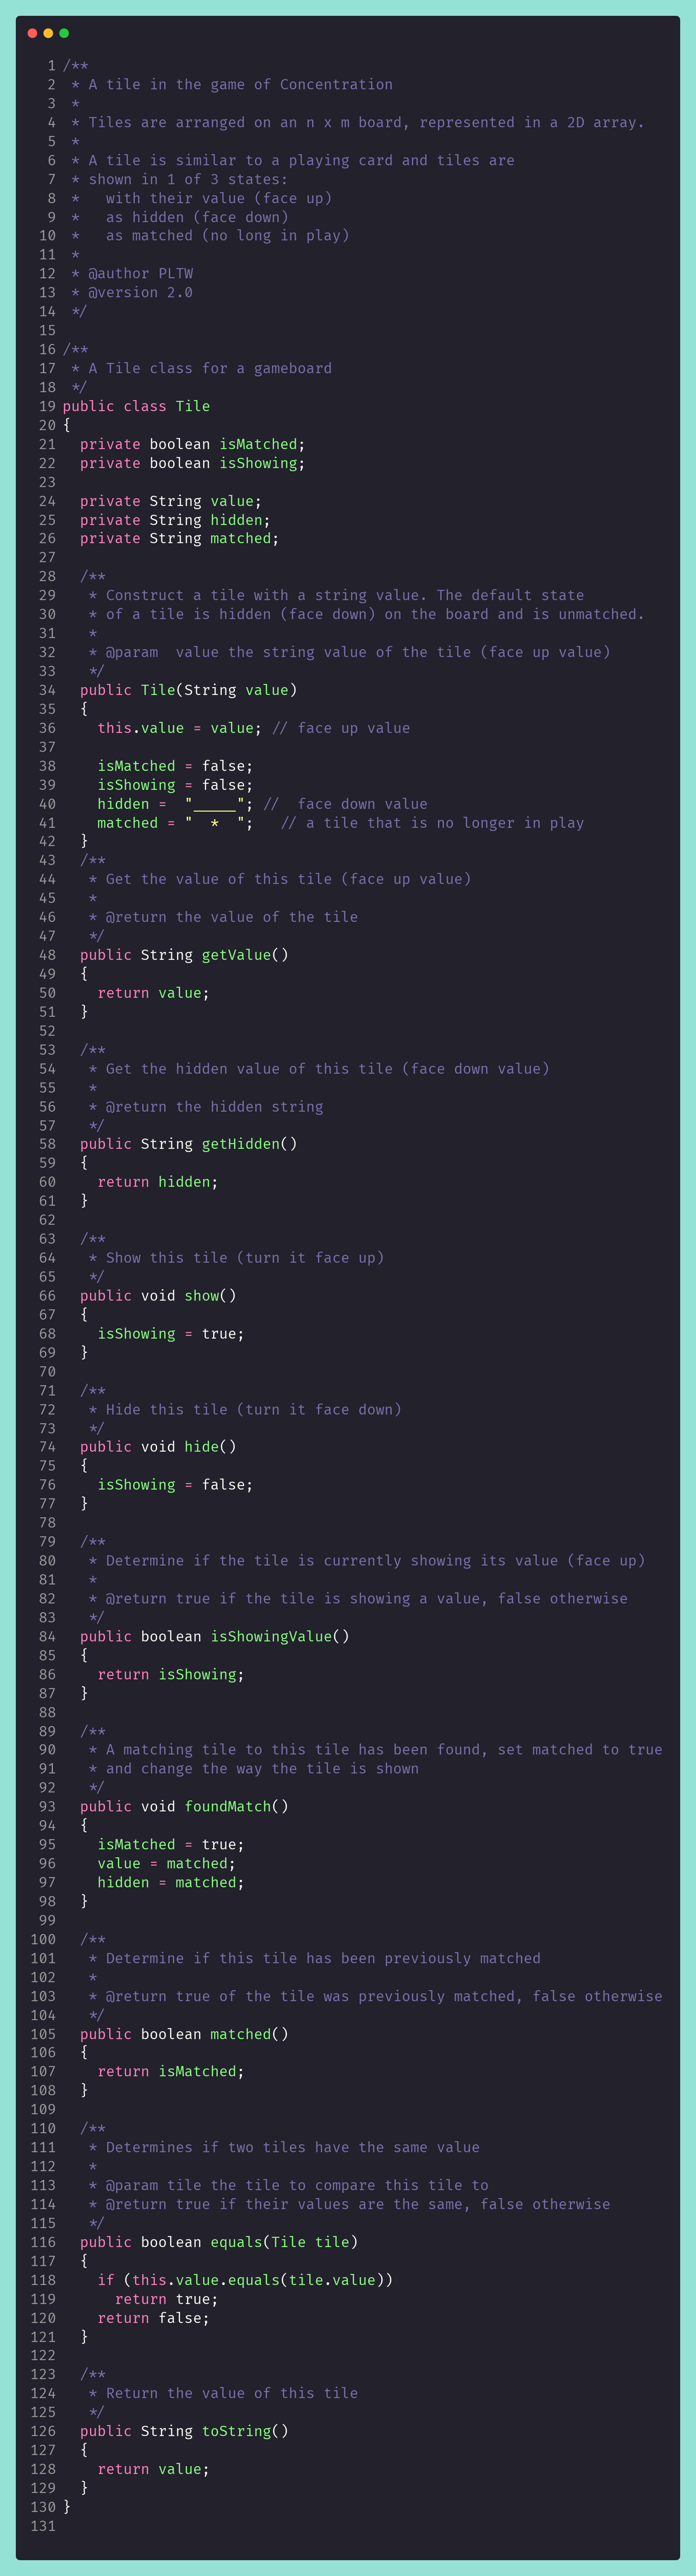 1 /**
2  * A tile in the game of Concentration
3  *
4  * Tiles are arranged on an n x m board, represented in a 2D array.
5  *
6  * A tile is similar to a playing card and tiles are
7  * shown in 1 of 3 states:
8  *   with their value (face up)
9  *   as hidden (face down)
10  *   as matched (no long in play)
11  *
12  * @author PLTW
13  * @version 2.0
14  */
15
16 /**
17  * A Tile class for a gameboard
18  */
19 public class Tile
20 {
21   private boolean isMatched;
22   private boolean isShowing;
23
24   private String value;
25   private String hidden;
26   private String matched;
27
28   /**
29    * Construct a tile with a string value. The default state
30    * of a tile is hidden (face down) on the board and is unmatched.
31    *
32    * @param  value the string value of the tile (face up value)
33    */
34   public Tile(String value)
35   {
36     this.value = value; // face up value
37
38     isMatched = false;
39     isShowing = false;
40     hidden =  "_____"; //  face down value
41     matched = "  *  ";   // a tile that is no longer in play
42   }
43   /**
44    * Get the value of this tile (face up value)
45    *
46    * @return the value of the tile
47    */
48   public String getValue()
49   {
50     return value;
51   }
52
53   /**
54    * Get the hidden value of this tile (face down value)
55    *
56    * @return the hidden string
57    */
58   public String getHidden()
59   {
60     return hidden;
61   }
62
63   /**
64    * Show this tile (turn it face up)
65    */
66   public void show()
67   {
68     isShowing = true;
69   }
70
71   /**
72    * Hide this tile (turn it face down)
73    */
74   public void hide()
75   {
76     isShowing = false;
77   }
78
79   /**
80    * Determine if the tile is currently showing its value (face up)
81    *
82    * @return true if the tile is showing a value, false otherwise
83    */
84   public boolean isShowingValue()
85   {
86     return isShowing;
87   }
88
89   /**
90    * A matching tile to this tile has been found, set matched to true
91    * and change the way the tile is shown
92    */
93   public void foundMatch()
94   {
95     isMatched = true;
96     value = matched;
97     hidden = matched;
98   }
99
100   /**
101    * Determine if this tile has been previously matched
102    *
103    * @return true of the tile was previously matched, false otherwise
104    */
105   public boolean matched()
106   {
107     return isMatched;
108   }
109
110   /**
111    * Determines if two tiles have the same value
112    *
113    * @param tile the tile to compare this tile to
114    * @return true if their values are the same, false otherwise
115    */
116   public boolean equals(Tile tile)
117   {
118     if (this.value.equals(tile.value))
119       return true;
120     return false;
121   }
122
123   /**
124    * Return the value of this tile
125    */
126   public String toString()
127   {
128     return value;
129   }
130 }
131